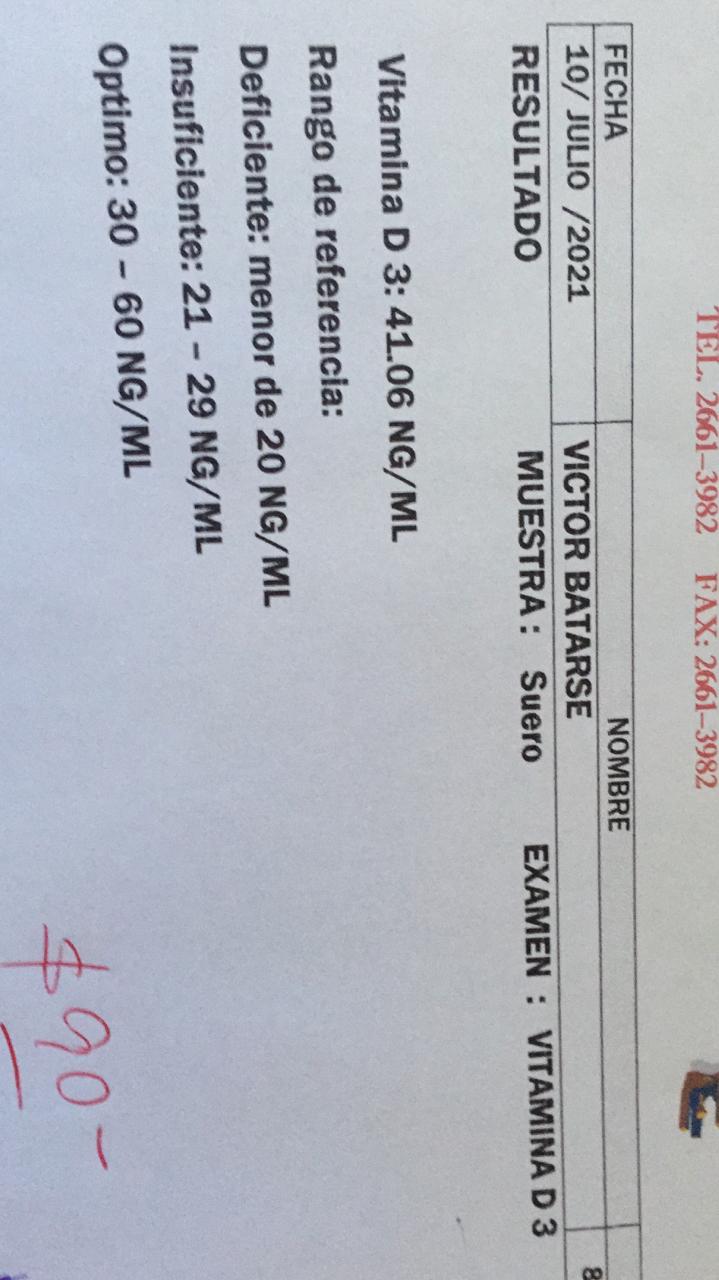 TEL. 2661–3982 FAX: 2661–3982
FECHA NOMBRE
10/ JULIO /2021 VICTOR BATARSE 8
RESULTADO MUESTRA : Suero EXAMEN : VITAMINA D 3
Vitamina D 3: 41.06 NG/ML
Rango de referencia:
Deficiente: menor de 20 NG/ML
Insuficiente: 21 – 29 NG/ML
Optimo: 30 – 60 NG/ML
$90-